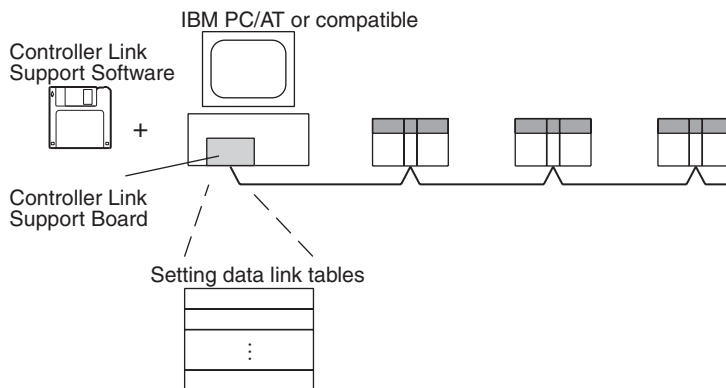 IBM PC/AT or compatible
Controller Link
Support Software
+
Controller Link
Support Board
Setting data link tables